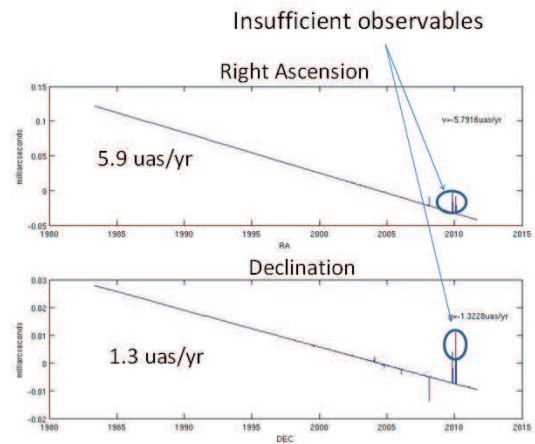 Insufficient observables
Right Ascension
0.15
0.1
0.05
0
-0.05
milliarcseconds
5.9 uas/yr
v=-5.7916uas/yr
1980 1985 1990 1995 2000 2005 2010 2015
RA
Declination
0.03
0.02
0.01
0
-0.01
-0.02
milliarcseconds
1.3 uas/yr
=-1.3228uas/yr
1980 1985 1990 1995 2000 2005 2010 2015
DEC